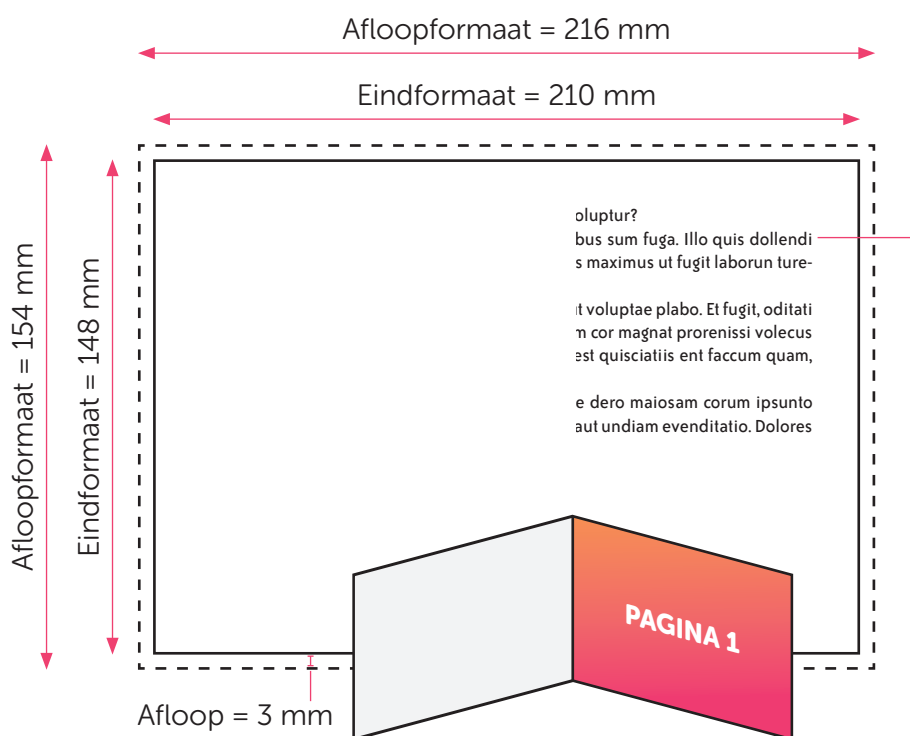 Afloopformaat = 216 mm
Eindformaat = 210 mm
Afloopformaat = 154 mm
Eindformaat = 148 mm
oluptur?
bus sum fuga. Illo quis dollendi
s maximus ut fugit laborun ture-
it voluptae plabo. Et fugit, oditati
m cor magnat prorenissi volecus
est quisciatiis ent faccum quam,
e dero maiosam corum ipsunto
aut undiam evenditatio. Dolores
PAGINA 1
Afloop = 3 mm